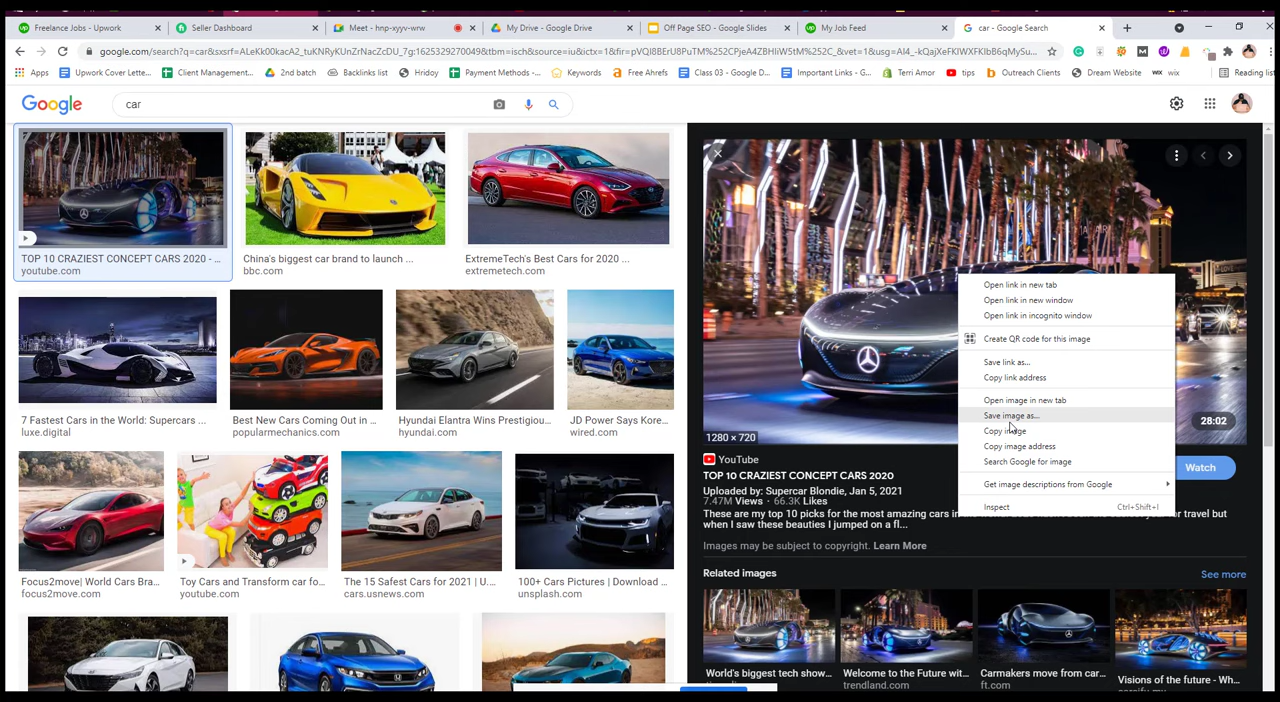 Freelance Jobs - Upwork
Seller Dashboard
Meet - hnp-xyyv-wrw
My Drive - Google Drive
Off Page SEO - Google Slides
My Job Feed
car - Google Search
Apps
Upwork Cover Lette...
Client Management...
2nd batch
Backlinks list
Hridoy
Payment Methods -...
Keywords
Free Ahrefs
Class 03 - Google D...
Important Links - G...
Terri Amor
tips
Outreach Clients
Dream Website
WIX wix
Reading list
Google
car
TOP 10 CRAZIEST CONCEPT CARS 2020 - ...
youtube.com
China's biggest car brand to launch ...
bbc.com
ExtremeTech's Best Cars for 2020 ...
extremetech.com
7 Fastest Cars in the World: Supercars ...
luxe.digital
Best New Cars Coming Out in ...
popularmechanics.com
Hyundai Elantra Wins Prestigiou...
hyundai.com
JD Power Says Kore...
wired.com
Focus2move| World Cars Bra...
focus2move.com
Toy Cars and Transform car fo...
youtube.com
The 15 Safest Cars for 2021 | U....
cars.usnews.com
100+ Cars Pictures | Download ...
unsplash.com
Open link in new tab
Open link in new window
Open link in incognito window
Create QR code for this image
Save link as...
Copy link address
Open image in new tab
Save image as...
Copy image
Copy image address
Search Google for image
Get image descriptions from Google
Inspect Ctrl+Shift+I
28:02
1280 × 720
YouTube
Watch
TOP 10 CRAZIEST CONCEPT CARS 2020
Uploaded by: Supercar Blondie, Jan 5, 2021
7.47M Views · 66.3K Likes
These are my top 10 picks for the most amazing cars in travel but
when I saw these beauties I jumped on a fl...
Images may be subject to copyright. Learn More
Related images
See more
World's biggest tech show...
Welcome to the Future wit...
trendland.com
Carmakers move from car...
ft.com
Visions of the future - Wh...